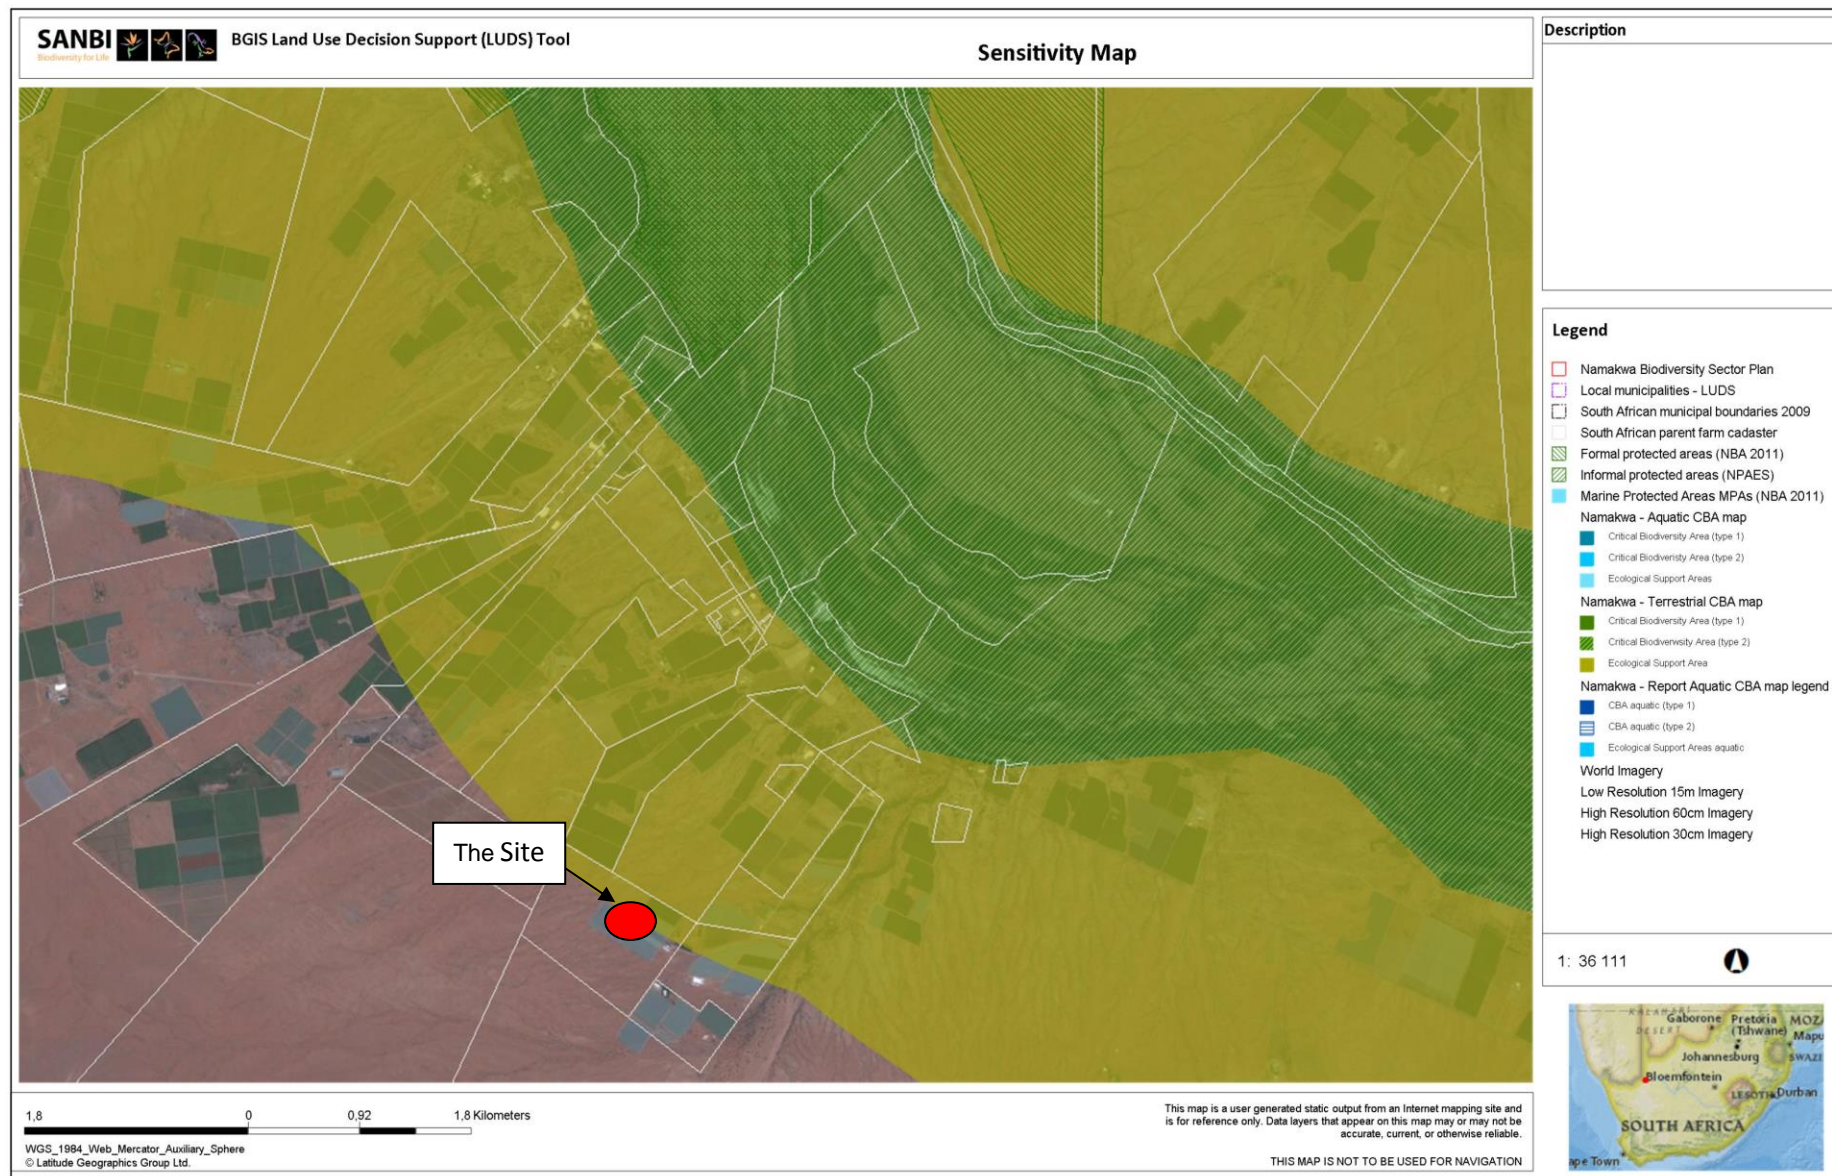 SANBI
Biodiversity for Life
BGIS Land Use Decision Support (LUDS) Tool
Sensitivity Map
The Site
Description
Legend
Namakwa Biodiversity Sector Plan
Local municipalities - LUDS
South African municipal boundaries 2009
South African parent farm cadaster
Formal protected areas (NBA 2011)
Informal protected areas (NPAES)
Marine Protected Areas MPAs (NBA 2011)
Namakwa - Aquatic CBA map
Critical Biodiversity Area (type 1)
Critical Biodiveristy Area (type 2)
Ecological Support Areas
Namakwa - Terrestrial CBA map
Critical Biodiversity Area (type 1)
Critical Biodiverwsity Area (type 2)
Ecological Support Area
Namakwa - Report Aquatic CBA map legend
CBA aquatic (type 1)
CBA aquatic (type 2)
Ecological Support Areas aquatic
World Imagery
Low Resolution 15m Imagery
High Resolution 60cm Imagery
High Resolution 30cm Imagery
1: 36 111
KALAHARI
DESERT
Gaborone
Pretoria
(Tshwane)
MOZ
Mapu
Johannesburg
SWAZI
Bloemfontein
LESOTHO
Durban
SOUTH AFRICA
ape Town
1,8
0
0,92
1,8 Kilometers
WGS_1984_Web_Mercator_Auxiliary_Sphere
© Latitude Geographics Group Ltd.
This map is a user generated static output from an Internet mapping site and
is for reference only. Data layers that appear on this map may or may not be
accurate, current, or otherwise reliable.
THIS MAP IS NOT TO BE USED FOR NAVIGATION